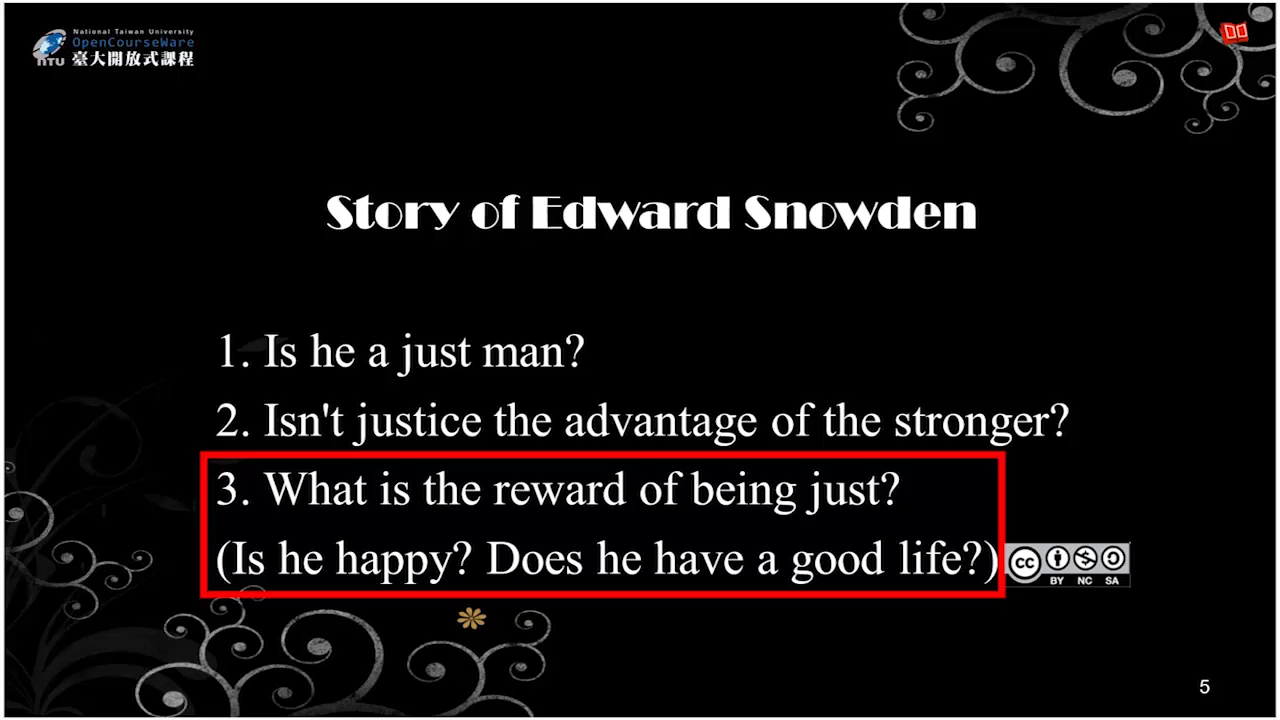 National Taiwan University
OpenCourseWare
NTU 臺大開放式課程
Story of Edward Snowden
1. Is he a just man?
2. Isn't justice the advantage of the stronger?
3. What is the reward of being just?
(Is he happy? Does he have a good life?)
cc
BY NC SA
5